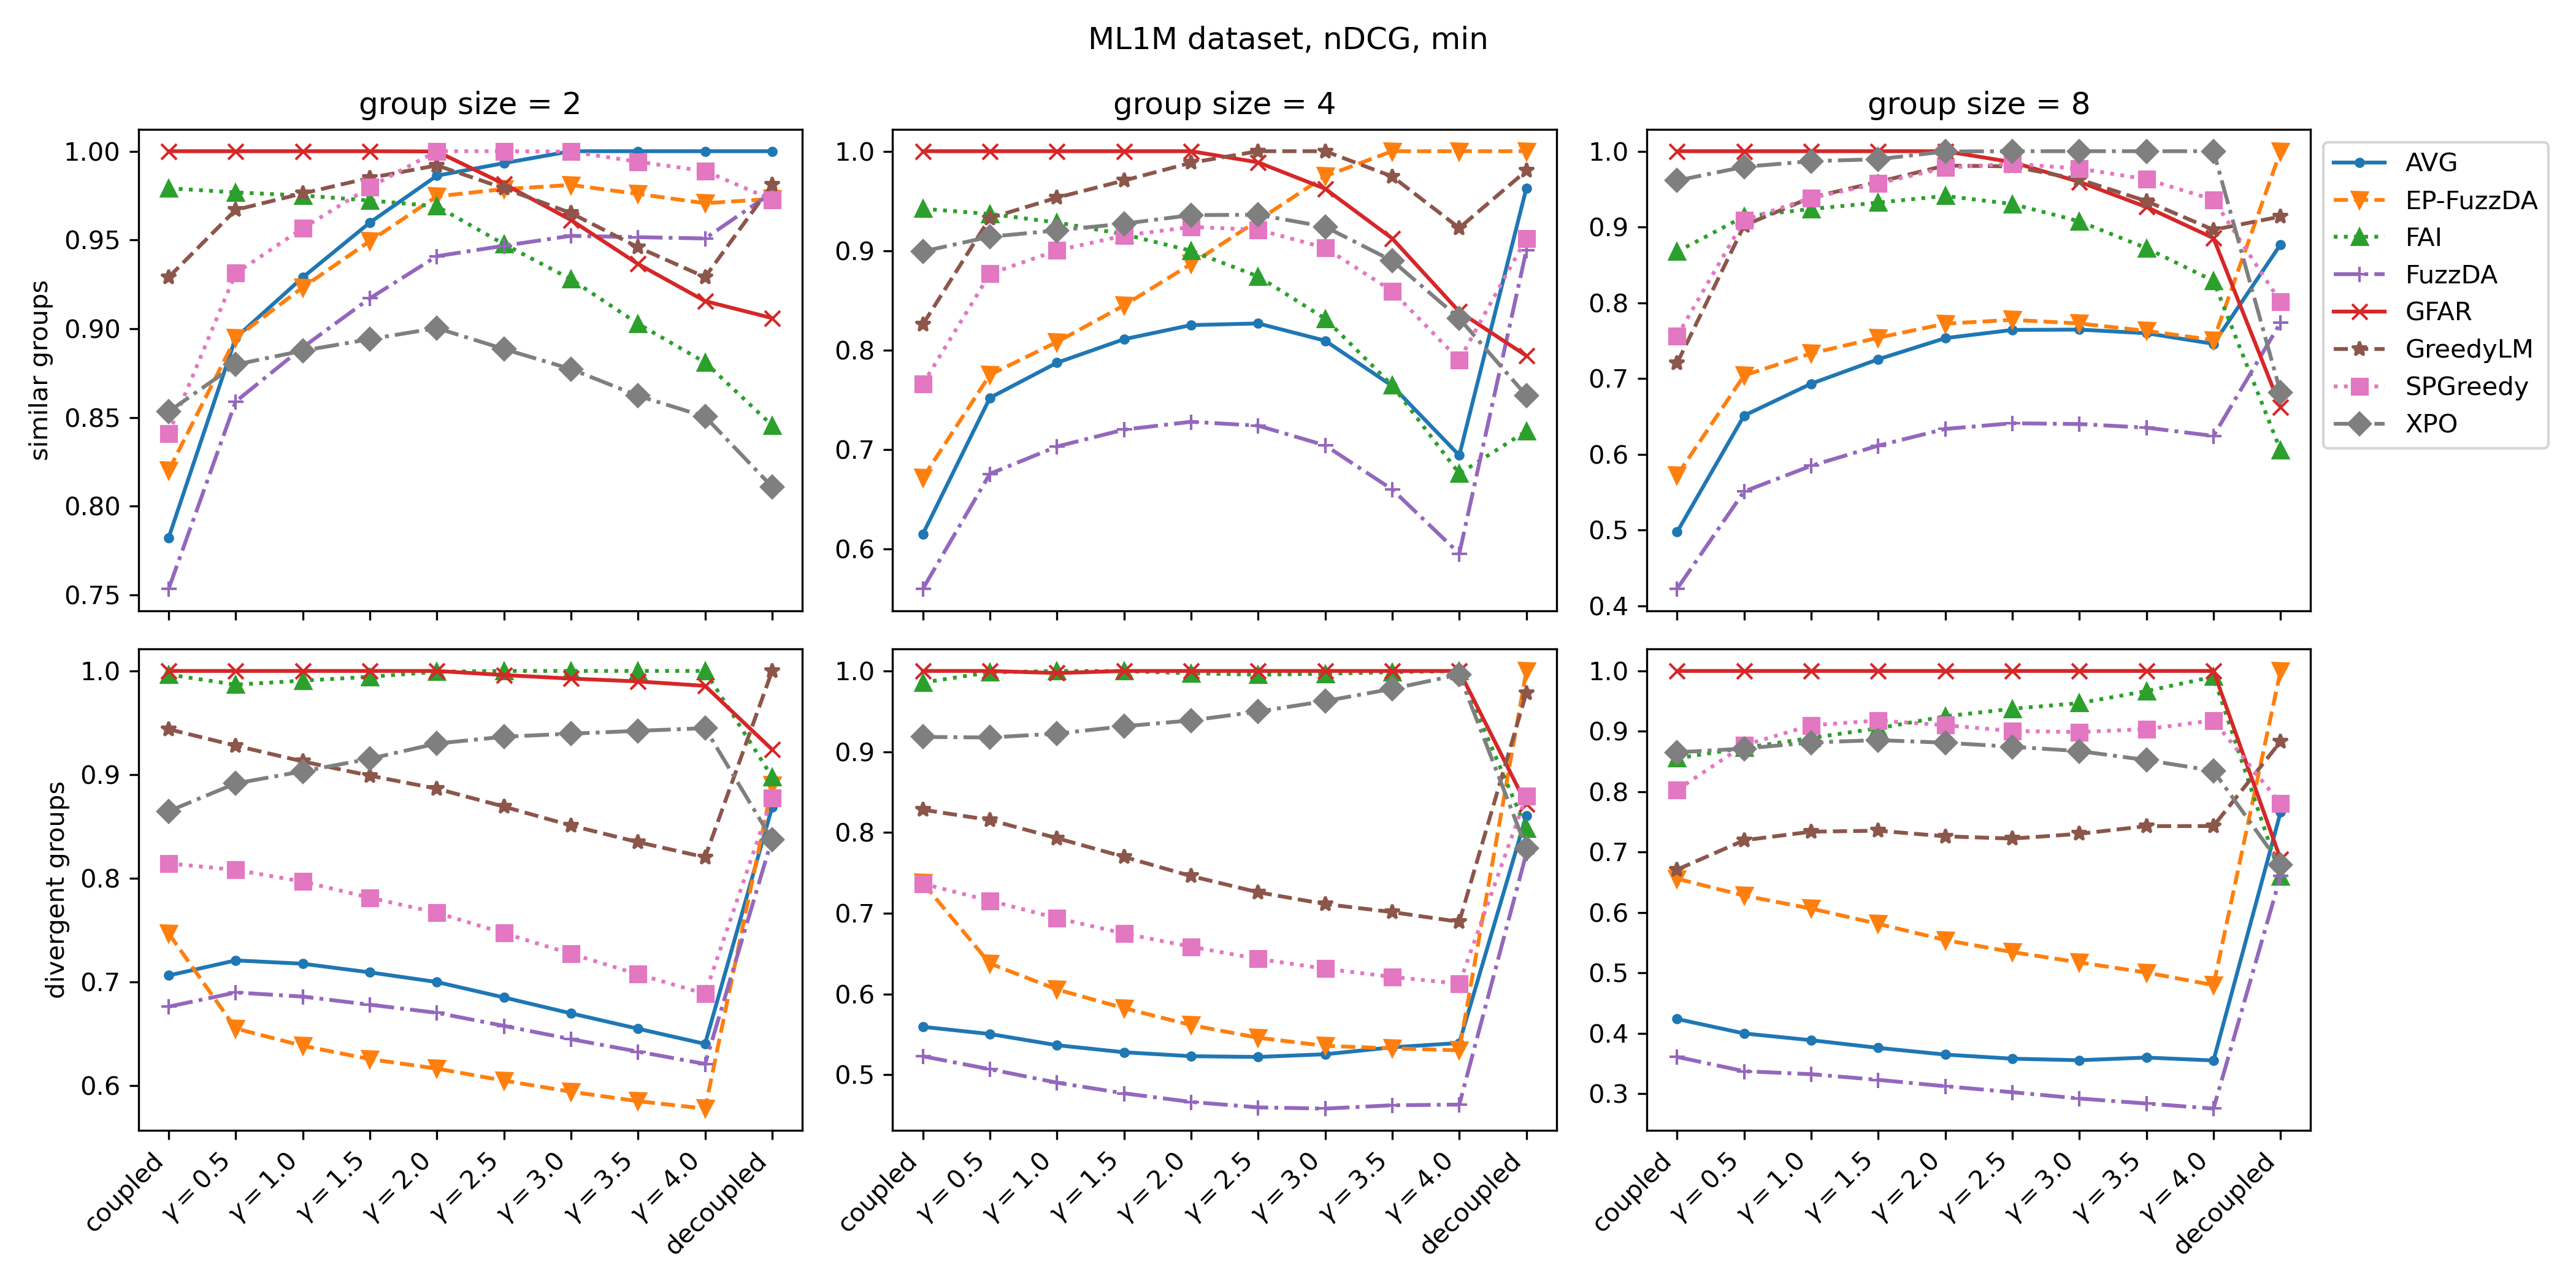 ML1M dataset, nDCG, min
group size = 2
group size = 4
group size = 8
similar groups
1.00
0.95
0.90
0.85
0.80
0.75
1.0
0.9
0.8
0.7
0.6
1.0
0.9
0.8
0.7
0.6
0.5
0.4
AVG
EP-FuzzDA
FAI
FuzzDA
GFAR
GreedyLM
SPGreedy
XPO
divergent groups
1.0
0.9
0.8
0.7
0.6
1.0
0.9
0.8
0.7
0.6
0.5
1.0
0.9
0.8
0.7
0.6
0.5
0.4
0.3
coupled
γ = 0.5
γ = 1.0
γ = 1.5
γ = 2.0
γ = 2.5
γ = 3.0
γ = 3.5
γ = 4.0
decoupled
coupled
γ = 0.5
γ = 1.0
γ = 1.5
γ = 2.0
γ = 2.5
γ = 3.0
γ = 3.5
γ = 4.0
decoupled
coupled
γ = 0.5
γ = 1.0
γ = 1.5
γ = 2.0
γ = 2.5
γ = 3.0
γ = 3.5
γ = 4.0
decoupled